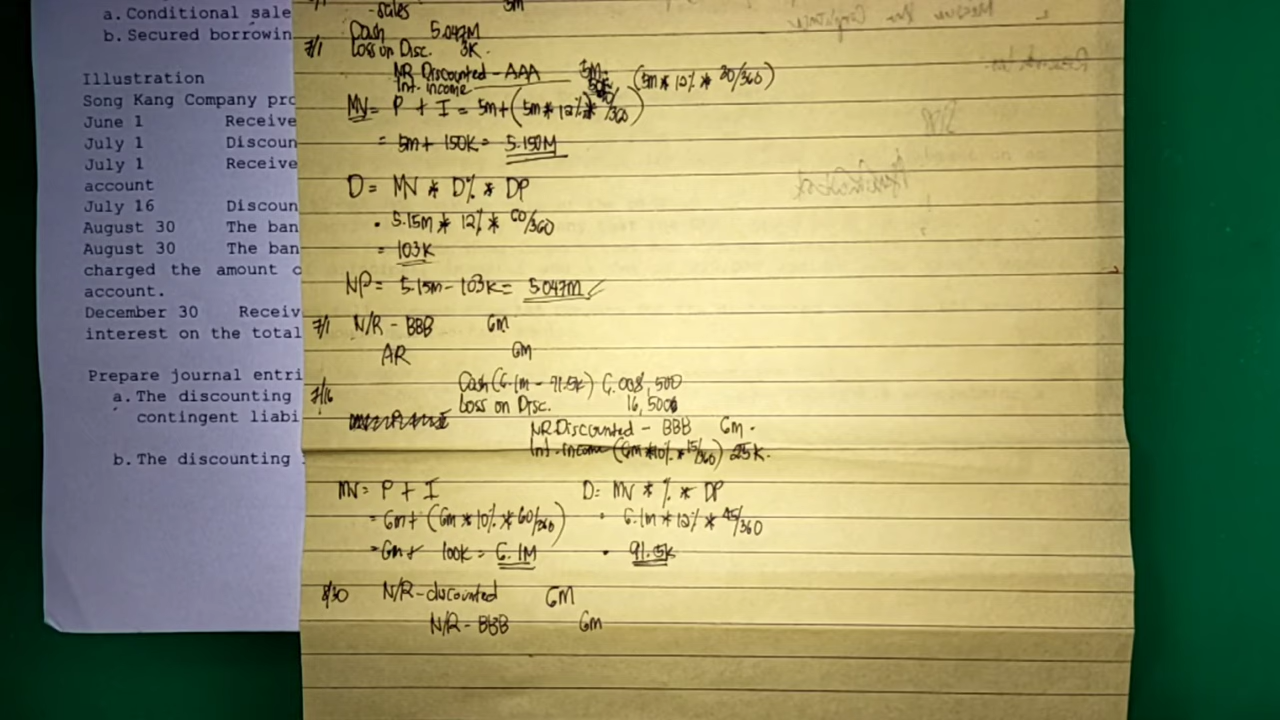 a. Conditional sale
b. Secured borrowin
Illustration
Song Kang Company pro
June 1 Receive
July 1 Discoun
July 1 Receive
account
July 16 Discoun
August 30 The ban
August 30 The ban
charged the amount o
account.
December 30 Receiv
interest on the total
Prepare journal entri
a. The discounting
contingent liabi
b. The discounting
sales 5m
7/1 Cash 5.047M
Loss on Disc. 3K.
NR Discounted - AAA 5M.
Int. income (5m * 12% * 30/360)
MV = P + I = 5m + (5m * 12% * /360)
= 5m + 150K = 5.150M
D = MV * D% * DP
= 5.15m * 12% * 60/360
= 103K
NP = 5.15m - 103K = 5.047M
7/1 N/R - BBB 6m
AR 6m
7/16 Cash (6.1m - 91.5k) 6,008,500
Loss on Disc. 16,500
NR Discounted - BBB 6m.
Int. income (6m*10% * 15/360) 25K.
MV = P + I
= 6m + (6m * 10% * 60/360)
= 6m + 100K = 6.1M
D = MV * % * DP
= 6.1m * 12% * 45/360
= 91.5k
8/30 N/R - discounted 6M
N/R - BBB 6m